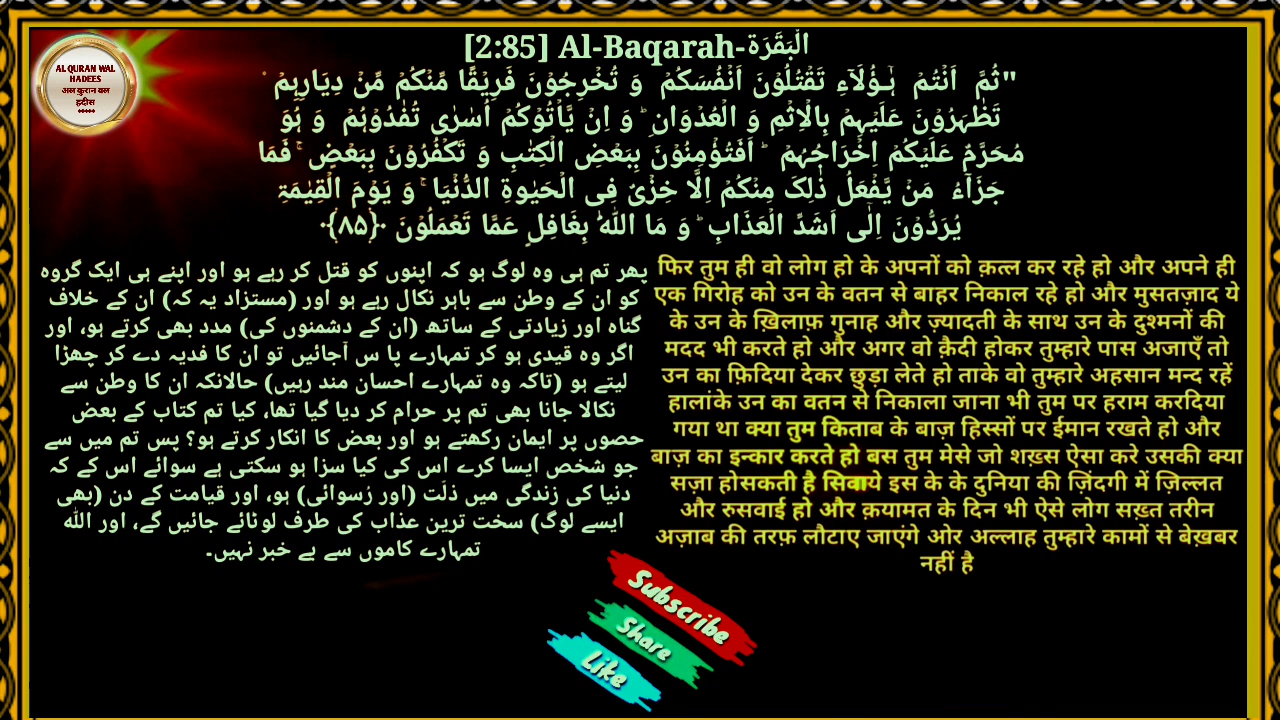 AL QURAN WAL
HADEES
अल कुरान वल
हदीस
[2:85] Al-Baqarah-الۡبَقَرَة
"ثُمَّ اَنۡتُمۡ ہٰۤـؤُلَآءِ تَقۡتُلُوۡنَ اَنۡفُسَکُمۡ وَ تُخۡرِجُوۡنَ فَرِیۡقًا مِّنۡکُمۡ مِّنۡ دِیَارِہِمۡ ۫
تَظٰہَرُوۡنَ عَلَیۡہِمۡ بِالۡاِثۡمِ وَ الۡعُدۡوَانِ ؕ وَ اِنۡ یَّاۡتُوۡکُمۡ اُسٰرٰی تُفٰدُوۡہُمۡ وَ ہُوَ
مُحَرَّمٌ عَلَیۡکُمۡ اِخۡرَاجُہُمۡ ؕ اَفَتُؤۡمِنُوۡنَ بِبَعۡضِ الۡکِتٰبِ وَ تَکۡفُرُوۡنَ بِبَعۡضٍ ۚ فَمَا
جَزَآءُ مَنۡ یَّفۡعَلُ ذٰلِکَ مِنۡکُمۡ اِلَّا خِزۡیٌ فِی الۡحَیٰوۃِ الدُّنۡیَا ۚ وَ یَوۡمَ الۡقِیٰمَۃِ
یُرَدُّوۡنَ اِلٰۤی اَشَدِّ الۡعَذَابِ ؕ وَ مَا اللّٰہُ بِغَافِلٍ عَمَّا تَعۡمَلُوۡنَ ﴿۸۵﴾
پھر تم ہی وہ لوگ ہو کہ اپنوں کو قتل کر رہے ہو اور اپنے ہی ایک گروہ
کو ان کے وطن سے باہر نکال رہے ہو اور (مستزاد یہ کہ) ان کے خلاف
گناہ اور زیادتی کے ساتھ (ان کے دشمنوں کی) مدد بھی کرتے ہو، اور
اگر وہ قیدی ہو کر تمہارے پا س آجائیں تو ان کا فدیہ دے کر چھڑا
لیتے ہو (تاکہ وہ تمہارے احسان مند رہیں) حالانکہ ان کا وطن سے
نکالا جانا بھی تم پر حرام کر دیا گیا تھا، کیا تم کتاب کے بعض
حصوں پر ایمان رکھتے ہو اور بعض کا انکار کرتے ہو؟ پس تم میں سے
جو شخص ایسا کرے اس کی کیا سزا ہو سکتی ہے سوائے اس کے کہ
دنیا کی زندگی میں ذلّت (اور رُسوائی) ہو، اور قیامت کے دن (بھی
ایسے لوگ) سخت ترین عذاب کی طرف لوٹائے جائیں گے، اور اللّٰہ
تمہارے کاموں سے بے خبر نہیں۔
फिर तुम ही वो लोग हो के अपनों को क़त्ल कर रहे हो और अपने ही
एक गिरोह को उन के वतन से बाहर निकाल रहे हो और मुसतज़ाद ये
के उन के ख़िलाफ़ गुनाह और ज़्यादती के साथ उन के दुश्मनों की
मदद भी करते हो और अगर वो क़ैदी होकर तुम्हारे पास अजाएँ तो
उन का फ़िदिया देकर छुड़ा लेते हो ताके वो तुम्हारे अहसान मन्द रहें
हालांके उन का वतन से निकाला जाना भी तुम पर हराम करदिया
गया था क्या तुम किताब के बाज़ हिस्सों पर ईमान रखते हो और
बाज़ का इन्कार करते हो बस तुम मेसे जो शख़्स ऐसा करे उसकी क्या
सज़ा होसकती है सिवाये इस के के दुनिया की ज़िंदगी में ज़िल्लत
और रुसवाई हो और क़यामत के दिन भी ऐसे लोग सख़्त तरीन
अज़ाब की तरफ़ लौटाए जाएंगे ओर अल्लाह तुम्हारे कामों से बेख़बर
नहीं है
Subscribe
Share
Like